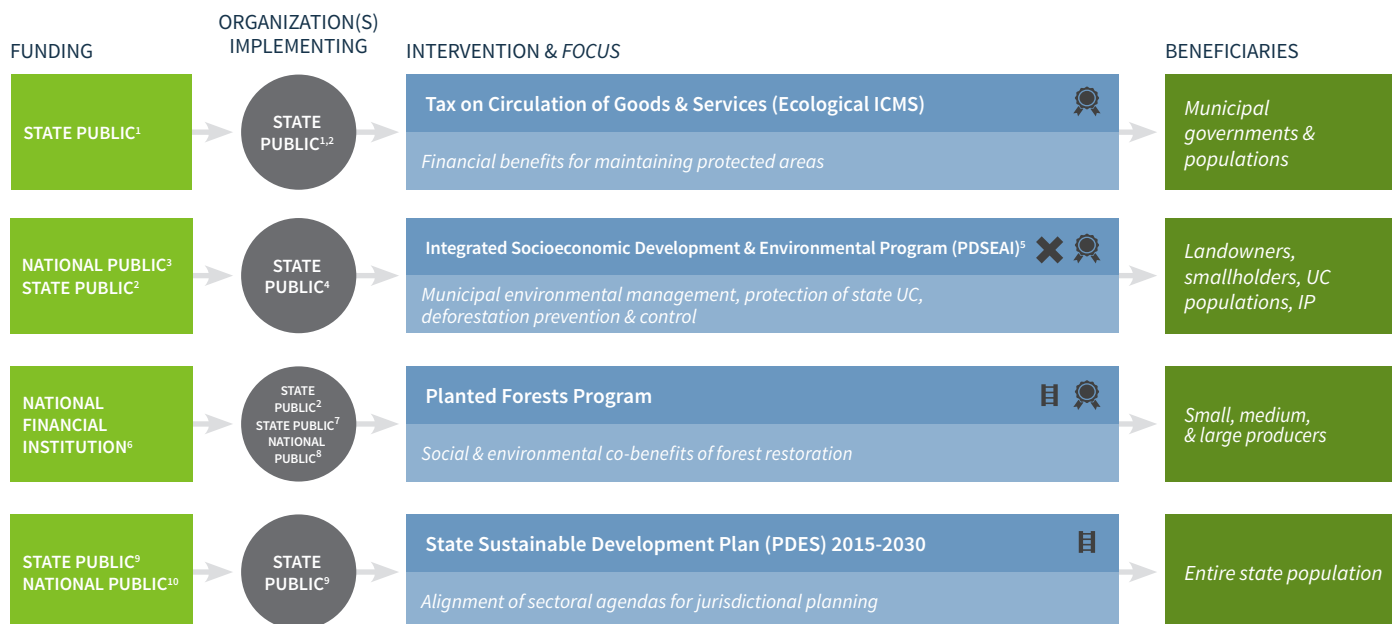 FUNDING
ORGANIZATION(S)
IMPLEMENTING
INTERVENTION & FOCUS
BENEFICIARIES
STATE PUBLIC¹
STATE
PUBLIC¹,²
Tax on Circulation of Goods & Services (Ecological ICMS)
Financial benefits for maintaining protected areas
Municipal
governments &
populations
NATIONAL PUBLIC³
STATE PUBLIC²
STATE
PUBLIC⁴
Integrated Socioeconomic Development & Environmental Program (PDSEAI)⁵
Municipal environmental management, protection of state UC,
deforestation prevention & control
Landowners,
smallholders, UC
populations, IP
NATIONAL
FINANCIAL
INSTITUTION⁶
STATE
PUBLIC²
STATE PUBLIC⁷
NATIONAL
PUBLIC⁸
Planted Forests Program
Social & environmental co-benefits of forest restoration
Small, medium,
& large producers
STATE PUBLIC⁹
NATIONAL PUBLIC¹⁰
STATE
PUBLIC⁹
State Sustainable Development Plan (PDES) 2015-2030
Alignment of sectoral agendas for jurisdictional planning
Entire state population